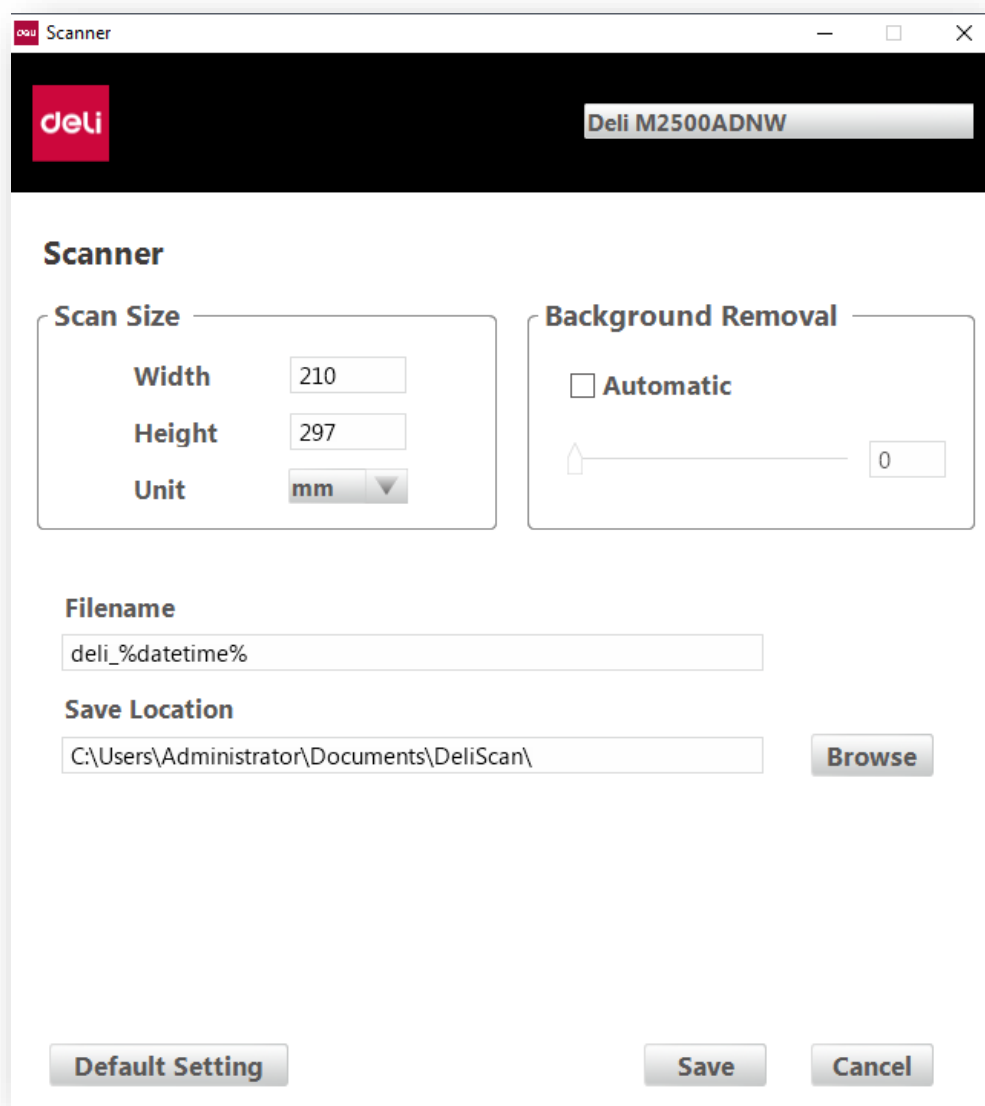 deli Scanner
deli
Deli M2500ADNW
Scanner
Scan Size
Width 210
Height 297
Unit mm
Background Removal
Automatic
0
Filename
deli_%datetime%
Save Location
C:\Users\Administrator\Documents\DeliScan\
Browse
Default Setting
Save
Cancel